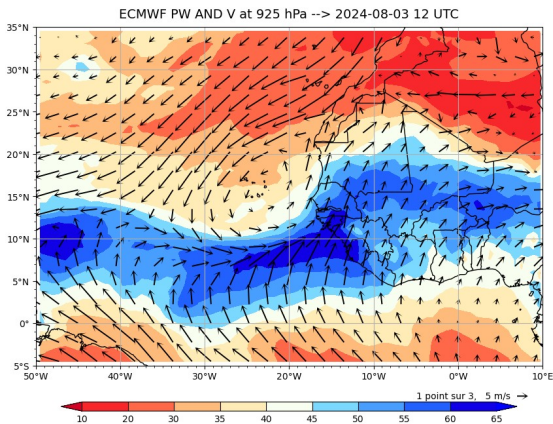 ECMWF PW AND V at 925 hPa --> 2024-08-03 12 UTC
35°N
30°N
25°N
20°N
15°N
10°N
5°N
0°
5°S
50°W 40°W 30°W 20°W 10°W 0°W 10°E
1 point sur 3, 5 m/s
10 20 30 35 40 45 50 55 60 65